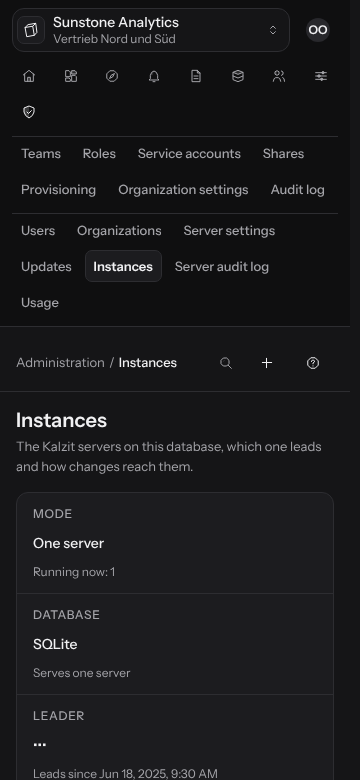 Sunstone Analytics
Vertrieb Nord und Süd
OO
Teams Roles Service accounts Shares
Provisioning Organization settings Audit log
Users Organizations Server settings
Updates Instances Server audit log
Usage
Administration / Instances
Instances
The Kalzit servers on this database, which one leads
and how changes reach them.
MODE
One server
Running now: 1
DATABASE
SQLite
Serves one server
LEADER
...
Leads since Jun 18, 2025, 9:30 AM